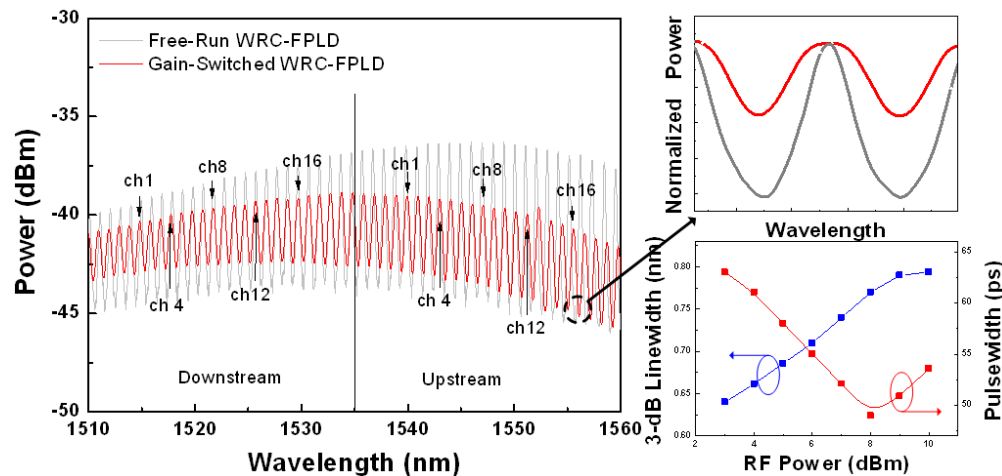 -30
-35
-40
-45
-50
Power (dBm)
Free-Run WRC-FPLD
Gain-Switched WRC-FPLD
ch1
ch8
ch16
ch1
ch8
ch16
ch 4
ch12
ch 4
ch12
Downstream
Upstream
1510
1520
1530
1540
1550
1560
Wavelength (nm)
Normalized Power
Wavelength
3-dB Linewidth (nm)
0.80
0.75
0.70
0.65
0.60
65
60
55
50
Pulsewidth (ps)
2
4
6
8
10
RF Power (dBm)